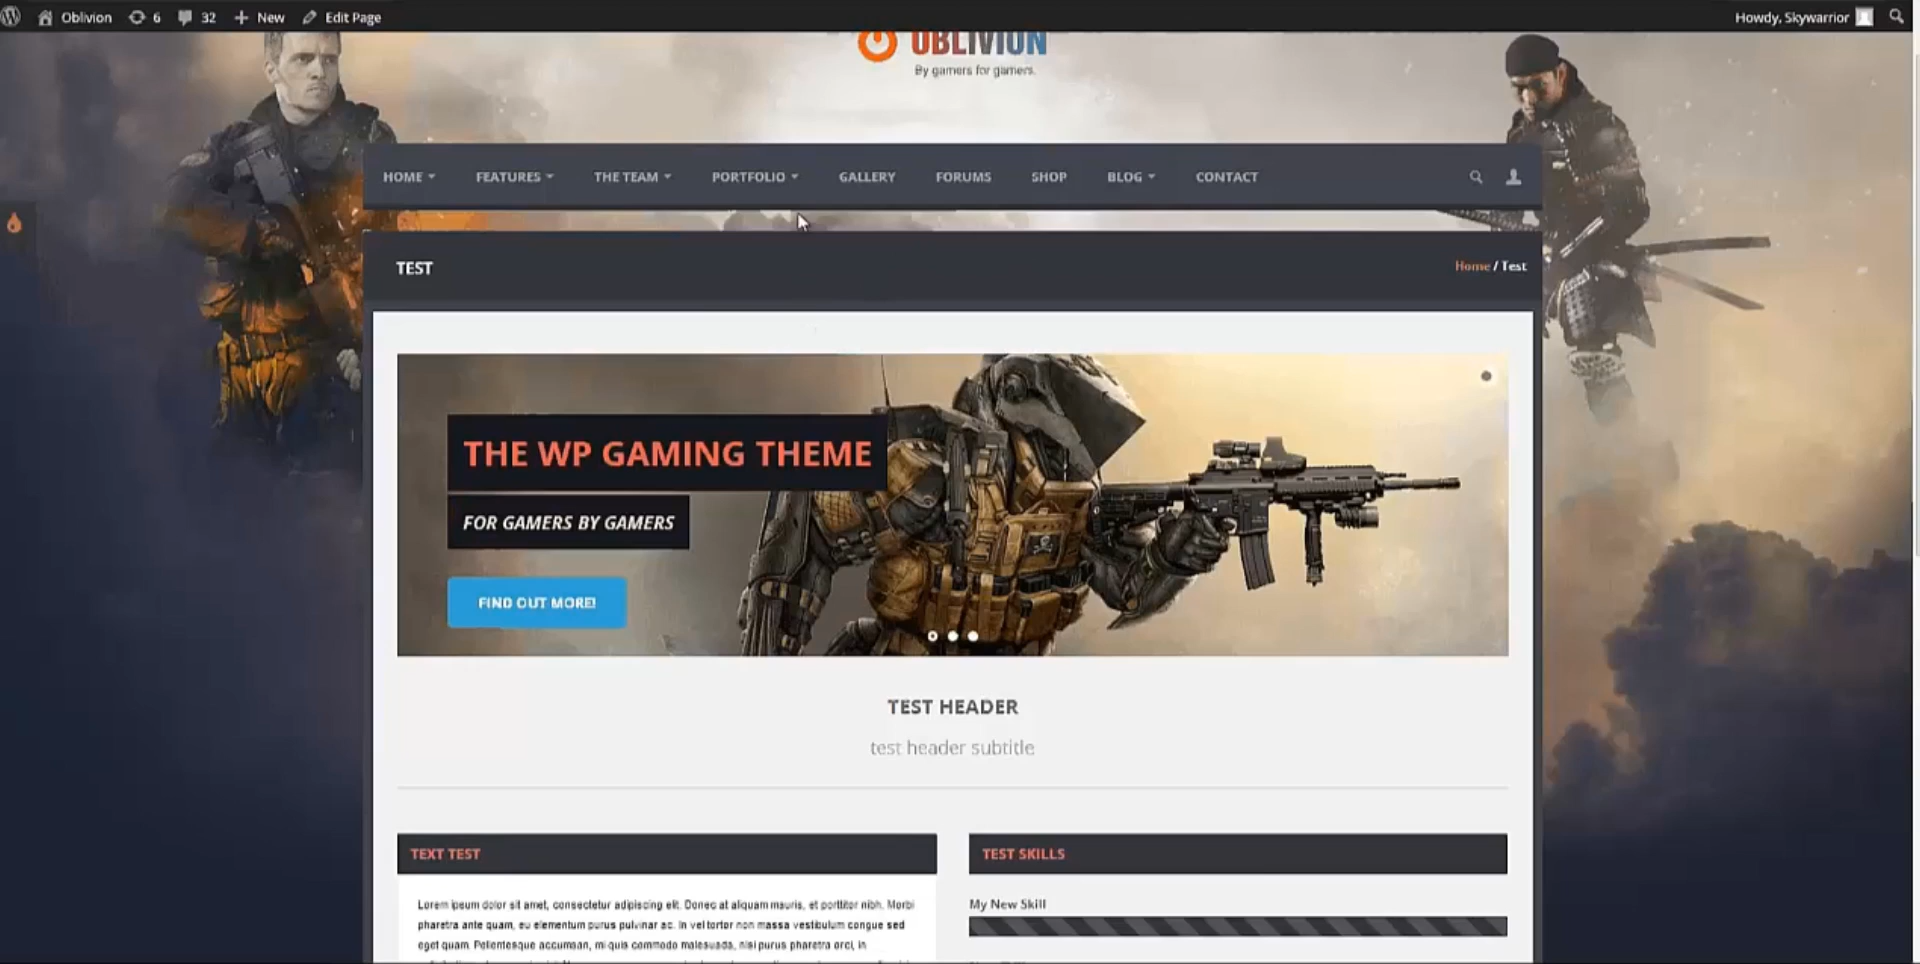 Oblivion 6 32 New Edit Page Howdy, Skywarrior
OBLIVION
By gamers for gamers.
HOME FEATURES THE TEAM PORTFOLIO GALLERY FORUMS SHOP BLOG CONTACT
TEST
Home / Test
THE WP GAMING THEME
FOR GAMERS BY GAMERS
FIND OUT MORE!
TEST HEADER
test header subtitle
TEXT TEST
Lorem ipsum dolor sit amet, consectetur adipiscing elit. Donec at aliquam mauris, et porttitor nibh. Morbi
pharetra ante quam, eu elementum purus pulvinar ac. In vel tortor non massa vestibulum congue sed
eget quam. Pellentesque accumsan, mi quis commodo malesuada, nisi purus pharetra orci, in
TEST SKILLS
My New Skill